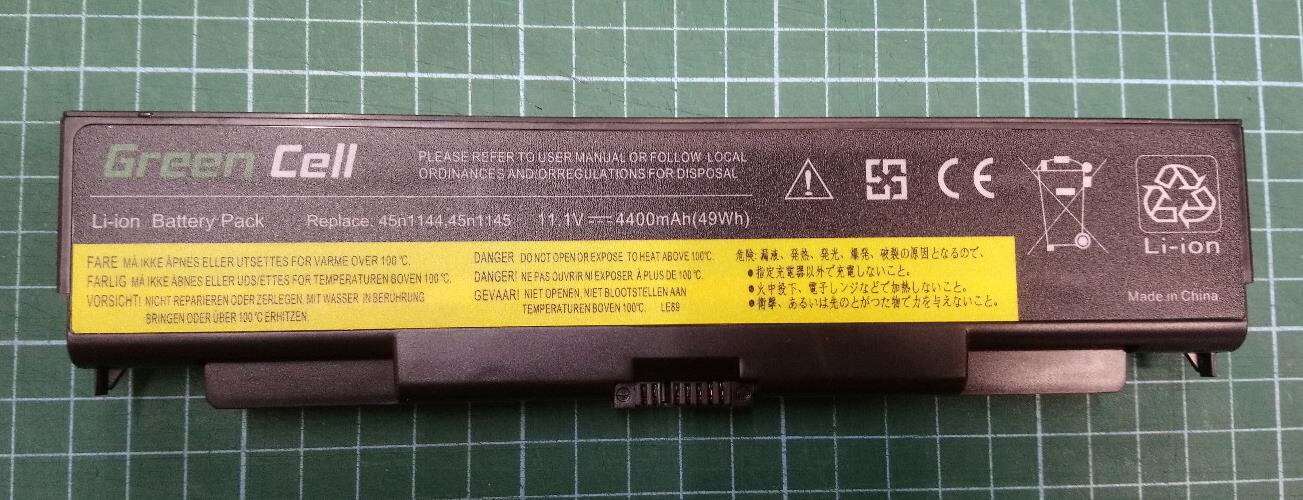 Green Cell
PLEASE REFER TO USER MANUAL OR FOLLOW LOCAL
ORDINANCES AND/ORREGULATIONS FOR DISPOSAL
Li-ion Battery Pack Replace: 45n1144,45n1145 11.1V⎓4400mAh(49Wh)
CE
Li-ion
Made in China
FARE MÅ IKKE ÅPNES ELLER UTSETTES FOR VARME OVER 100 °C.
FARLIG MÅ IKKE ÅBNES ELLER UDS/ETTES FOR TEMPERATUREN BOVEN 100 °C.
VORSICHT! NICHT REPARIEREN ODER ZERLEGEN. MIT WASSER IN BERÜHRUNG
BRINGEN ODER ÜBER 100 °C ERHITZEN.
DANGER DO NOT OPEN OR EXPOSE TO HEAT ABOVE 100°C.
DANGER! NE PAS OUVRIR NI EXPOSER À PLUS DE 100 °C.
GEVAAR! NIET OPENEN, NIET BLOOTSTELLEN AAN
TEMPERATUREN BOVEN 100°C. LE89
危険:漏液、発熱、発光、爆発、破裂の原因となるので、
●指定充電器以外で充電しないこと。
●火中投下、電子レンジなどで加熱しないこと。
●衝撃、あるいは先のとがつた物で力を与えないこと。